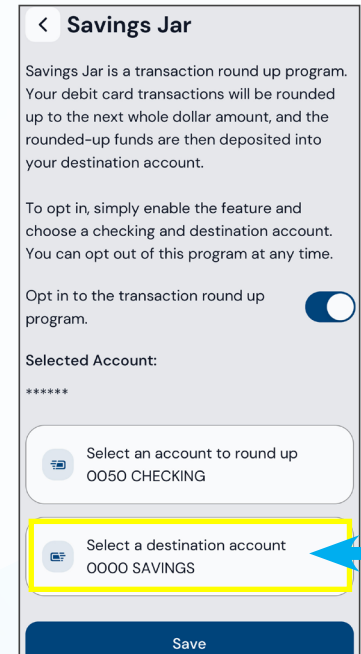 Savings Jar
Savings Jar is a transaction round up program.
Your debit card transactions will be rounded
up to the next whole dollar amount, and the
rounded-up funds are then deposited into
your destination account.
To opt in, simply enable the feature and
choose a checking and destination account.
You can opt out of this program at any time.
Opt in to the transaction round up
program.
Selected Account:
******
Select an account to round up
0050 CHECKING
Select a destination account
0000 SAVINGS
Save